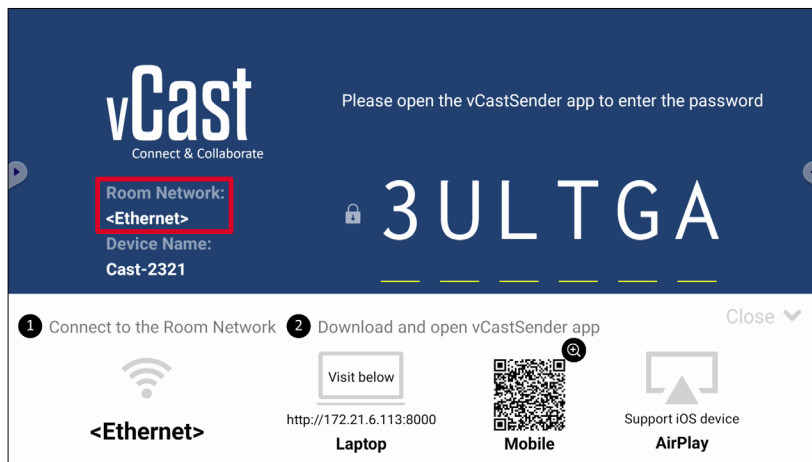 vCast
Connect & Collaborate
Please open the vCastSender app to enter the password
Room Network:
<Ethernet>
Device Name:
Cast-2321
3ULTGA
1 Connect to the Room Network
2 Download and open vCastSender app
Close
<Ethernet>
Visit below
http://172.21.6.113:8000
Laptop
Mobile
Support iOS device
AirPlay